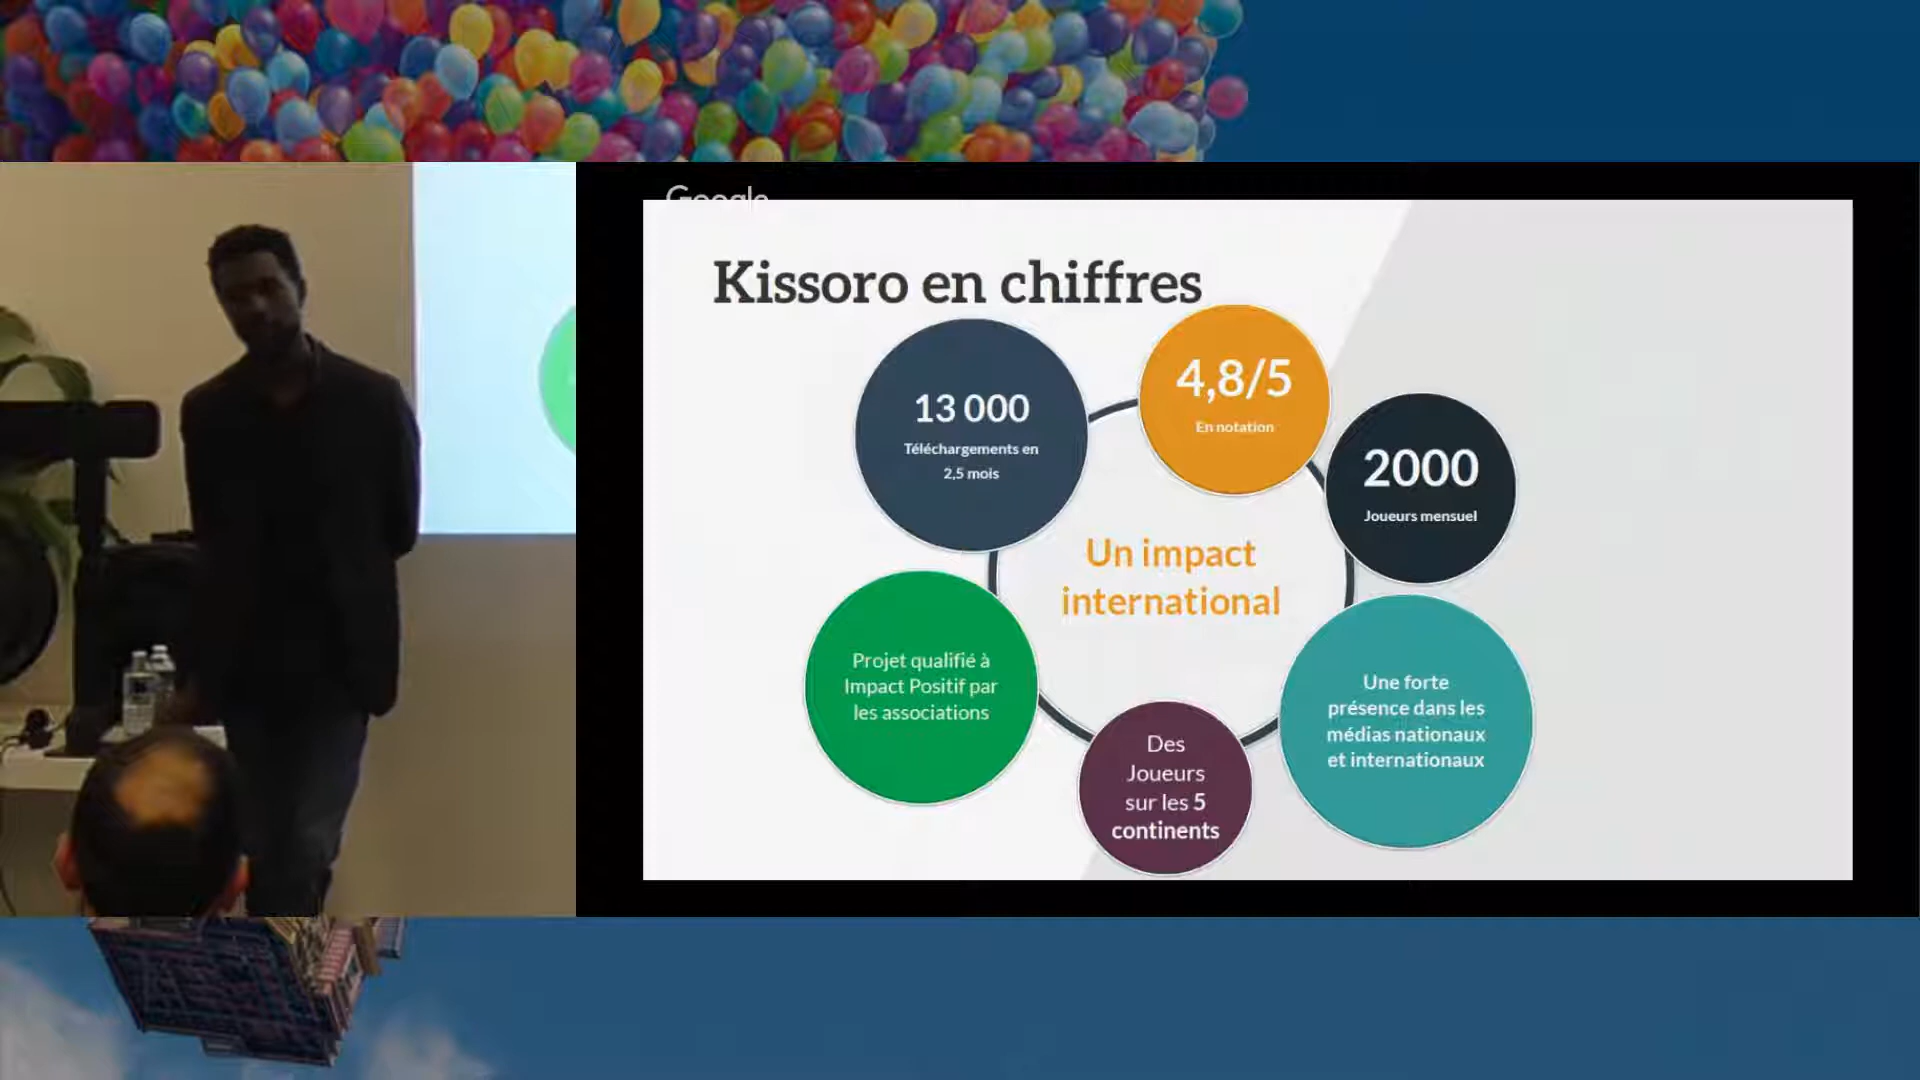 Google
Kissoro en chiffres
13 000
Téléchargements en
2,5 mois
4,8/5
En notation
2000
Joueurs mensuel
Un impact
international
Projet qualifié à
Impact Positif par
les associations
Une forte
présence dans les
médias nationaux
et internationaux
Des
Joueurs
sur les 5
continents